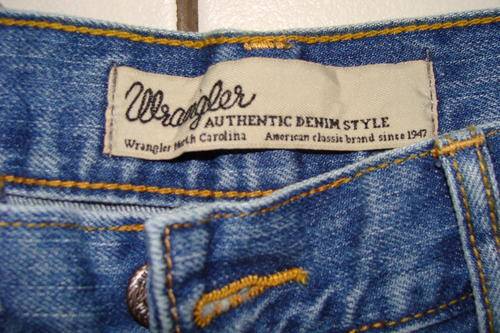 Wrangler
AUTHENTIC DENIM STYLE
Wrangler North Carolina American classic brand since 1947